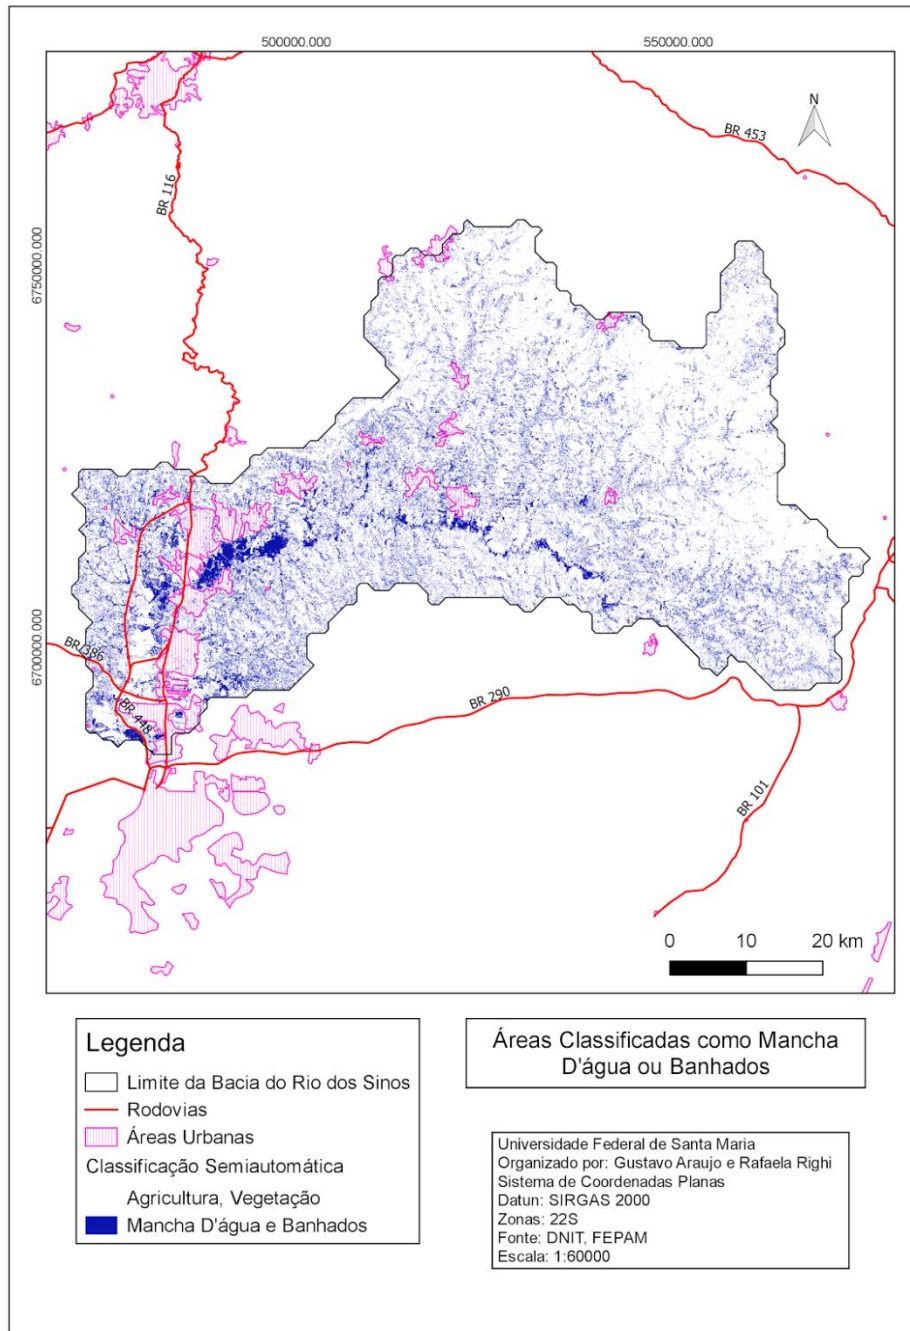 500000.000
550000.000
N
BR 453
BR 116
6750000.000
6700000.000
BR 386
BR 448
BR 290
BR 101
0 10 20 km
Legenda
Limite da Bacia do Rio dos Sinos
Rodovias
Áreas Urbanas
Classificação Semiautomática
Agricultura, Vegetação
Mancha D'água e Banhados
Áreas Classificadas como Mancha
D'água ou Banhados
Universidade Federal de Santa Maria
Organizado por: Gustavo Araujo e Rafaela Righi
Sistema de Coordenadas Planas
Datun: SIRGAS 2000
Zonas: 22S
Fonte: DNIT, FEPAM
Escala: 1:60000